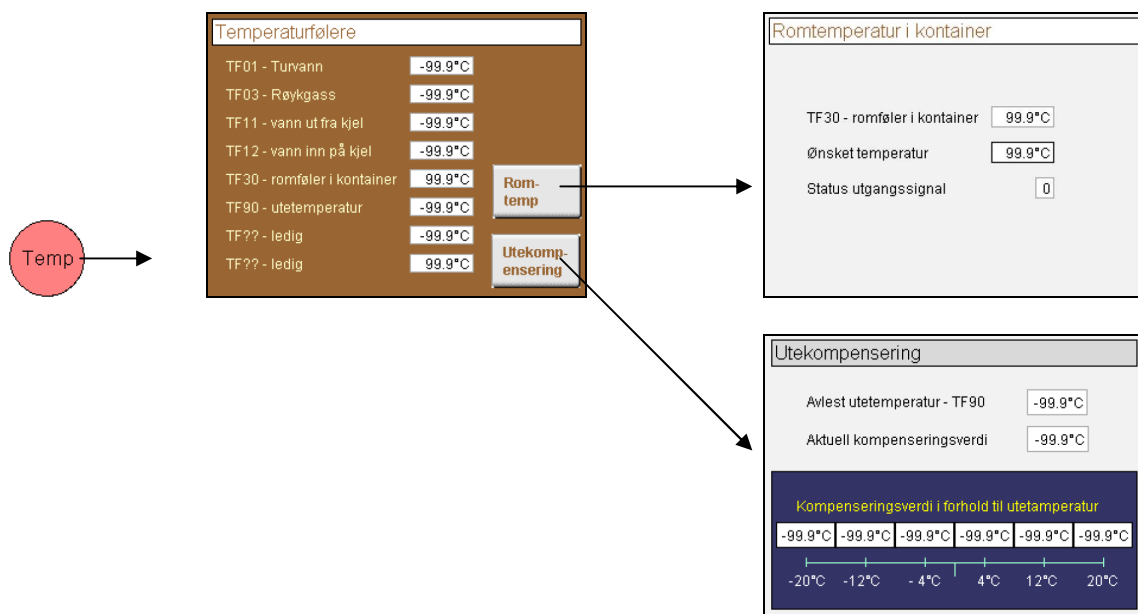 Temp
Temperaturfølere
TF01 - Turvann -99.9°C
TF03 - Røykgass -99.9°C
TF11 - vann ut fra kjel -99.9°C
TF12 - vann inn på kjel -99.9°C
TF30 - romføler i kontainer 99.9°C
TF90 - utetemperatur -99.9°C
TF?? - ledig -99.9°C
TF?? - ledig 99.9°C
Rom-
temp
Utekomp-
ensering
Romtemperatur i kontainer
TF30 - romføler i kontainer 99.9°C
Ønsket temperatur 99.9°C
Status utgangssignal 0
Utekompensering
Avlest utetemperatur - TF90 -99.9°C
Aktuell kompenseringsverdi -99.9°C
Kompenseringsverdi i forhold til utetamperatur
-99.9°C -99.9°C -99.9°C -99.9°C -99.9°C -99.9°C
-20°C -12°C - 4°C 4°C 12°C 20°C